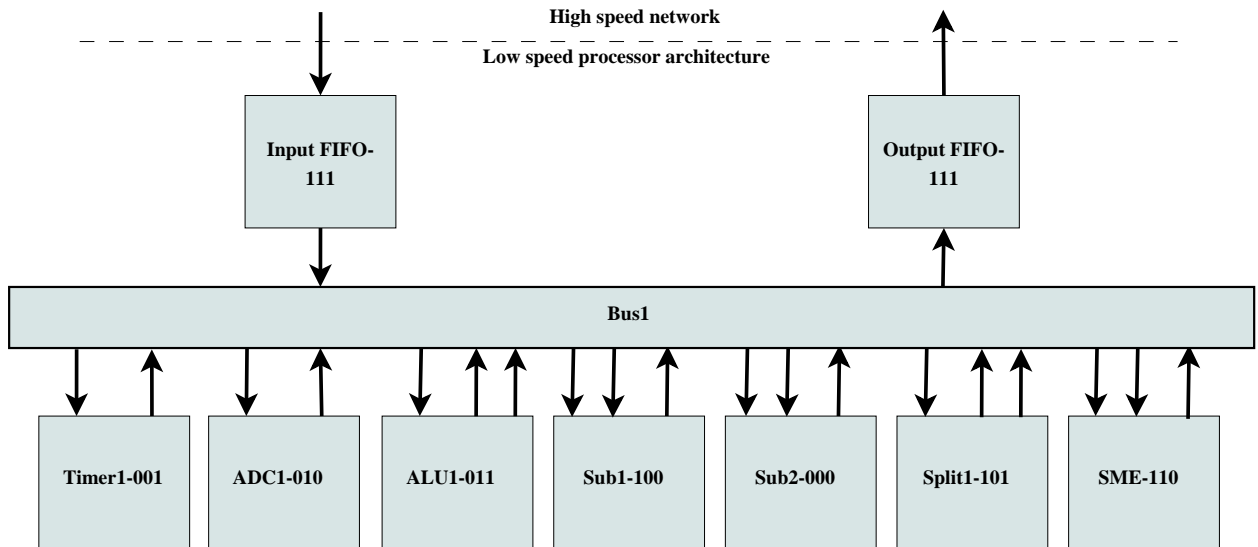 High speed network
Low speed processor architecture
Input FIFO-
111
Output FIFO-
111
Bus1
Timer1-001
ADC1-010
ALU1-011
Sub1-100
Sub2-000
Split1-101
SME-110